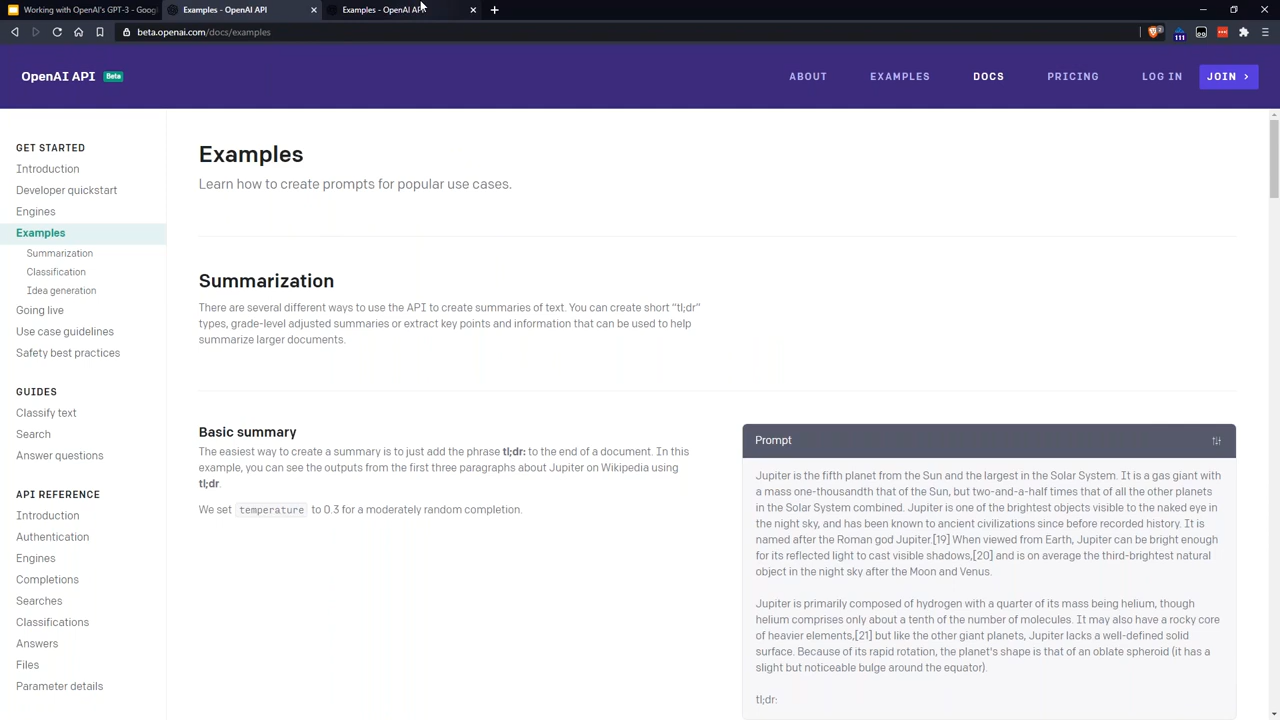 Working with OpenAI's GPT-3 - Goog
Examples - OpenAI API
Examples - OpenAI API
beta.openai.com/docs/examples
2
111
OpenAI API Beta
ABOUT
EXAMPLES
DOCS
PRICING
LOG IN
JOIN >
GET STARTED
Introduction
Developer quickstart
Engines
Examples
Summarization
Classification
Idea generation
Going live
Use case guidelines
Safety best practices
GUIDES
Classify text
Search
Answer questions
API REFERENCE
Introduction
Authentication
Engines
Completions
Searches
Classifications
Answers
Files
Parameter details
Examples
Learn how to create prompts for popular use cases.
Summarization
There are several different ways to use the API to create summaries of text. You can create short "tl;dr"
types, grade-level adjusted summaries or extract key points and information that can be used to help
summarize larger documents.
Basic summary
The easiest way to create a summary is to just add the phrase tl;dr: to the end of a document. In this
example, you can see the outputs from the first three paragraphs about Jupiter on Wikipedia using
tl;dr.
We set temperature to 0.3 for a moderately random completion.
Prompt
Jupiter is the fifth planet from the Sun and the largest in the Solar System. It is a gas giant with
a mass one-thousandth that of the Sun, but two-and-a-half times that of all the other planets
in the Solar System combined. Jupiter is one of the brightest objects visible to the naked eye in
the night sky, and has been known to ancient civilizations since before recorded history. It is
named after the Roman god Jupiter.[19] When viewed from Earth, Jupiter can be bright enough
for its reflected light to cast visible shadows,[20] and is on average the third-brightest natural
object in the night sky after the Moon and Venus.
Jupiter is primarily composed of hydrogen with a quarter of its mass being helium, though
helium comprises only about a tenth of the number of molecules. It may also have a rocky core
of heavier elements,[21] but like the other giant planets, Jupiter lacks a well-defined solid
surface. Because of its rapid rotation, the planet's shape is that of an oblate spheroid (it has a
slight but noticeable bulge around the equator).
tl;dr: